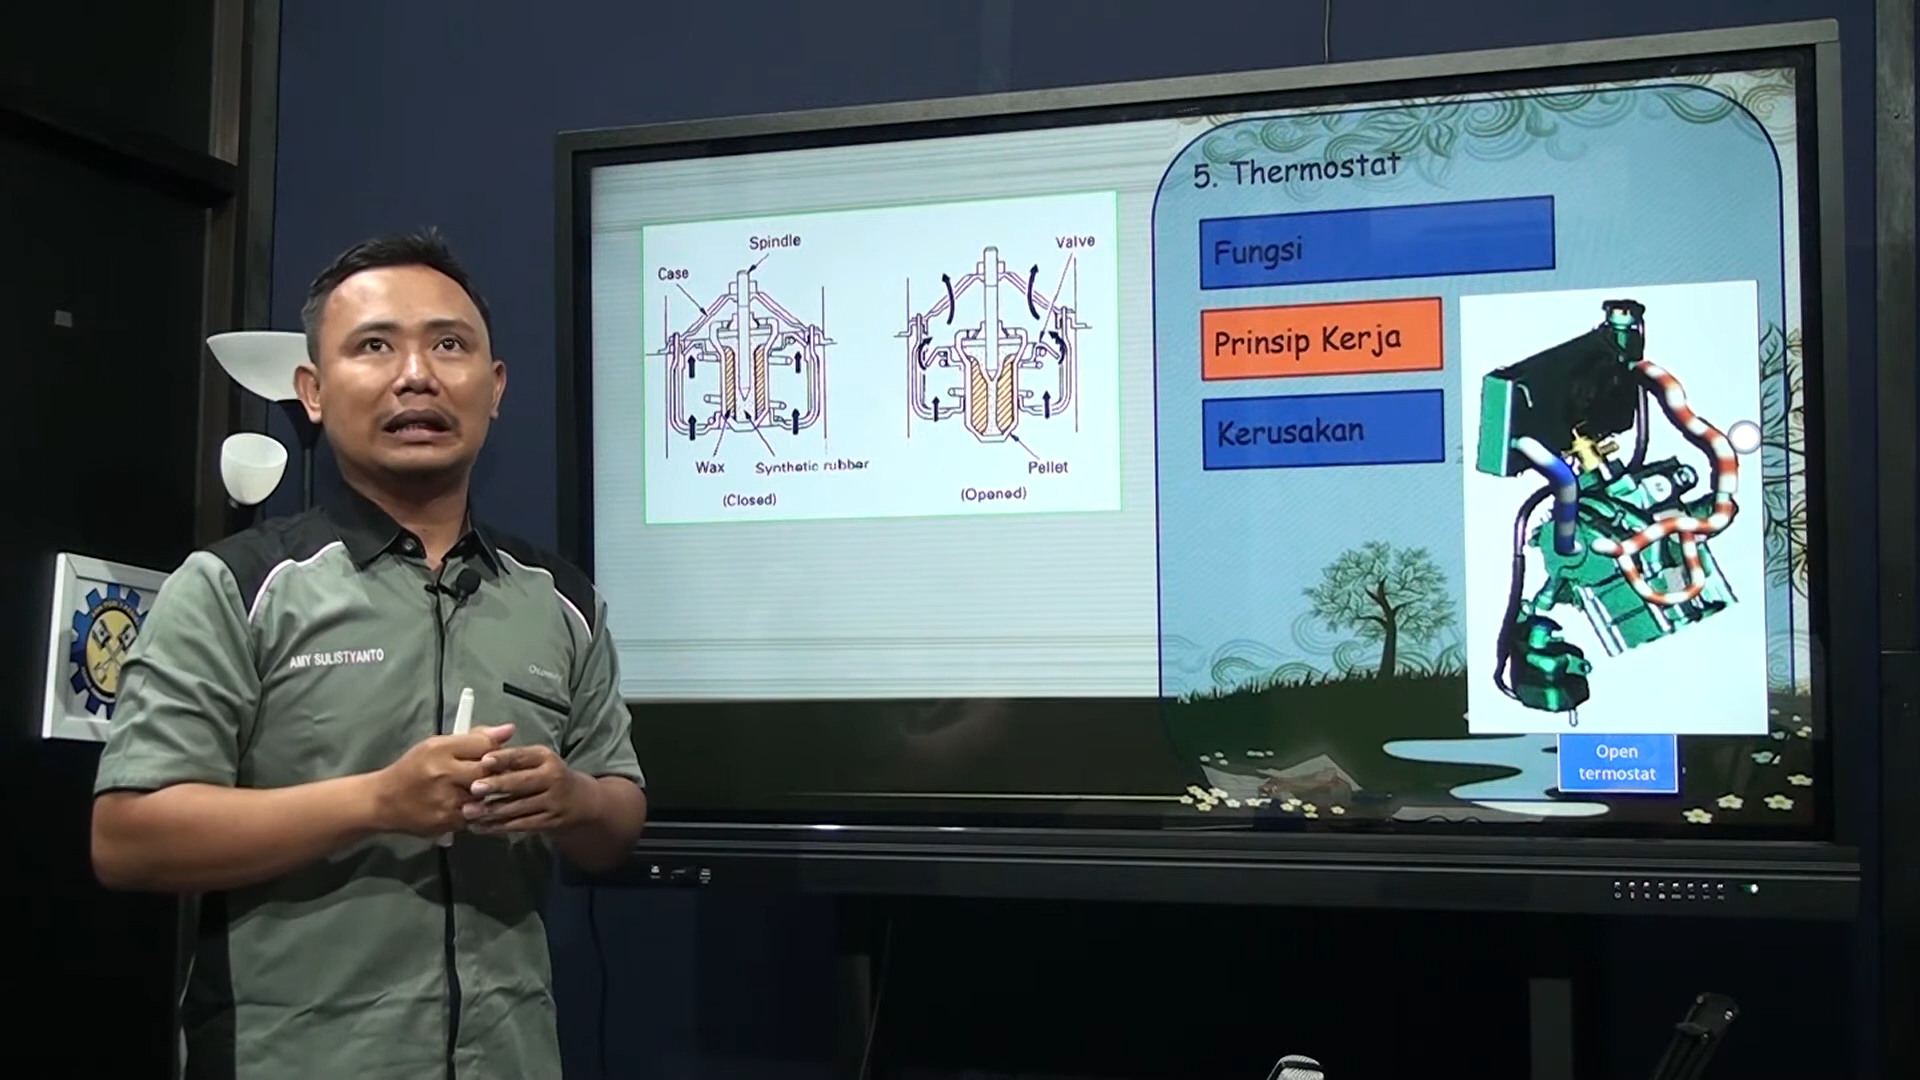 5. Thermostat
Fungsi
Prinsip Kerja
Kerusakan
Open
termostat
Spindle
Case
Valve
Wax
Synthetic rubber
Pellet
(Closed)
(Opened)
AMY SULISTYANTO